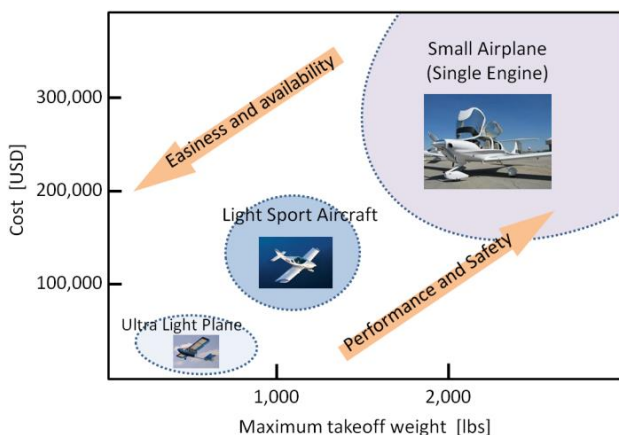 Small Airplane
(Single Engine)
300,000
Easiness and availability
Cost [USD]
200,000
Light Sport Aircraft
100,000
Performance and Safety
Ultra Light Plane
1,000
2,000
Maximum takeoff weight [lbs]